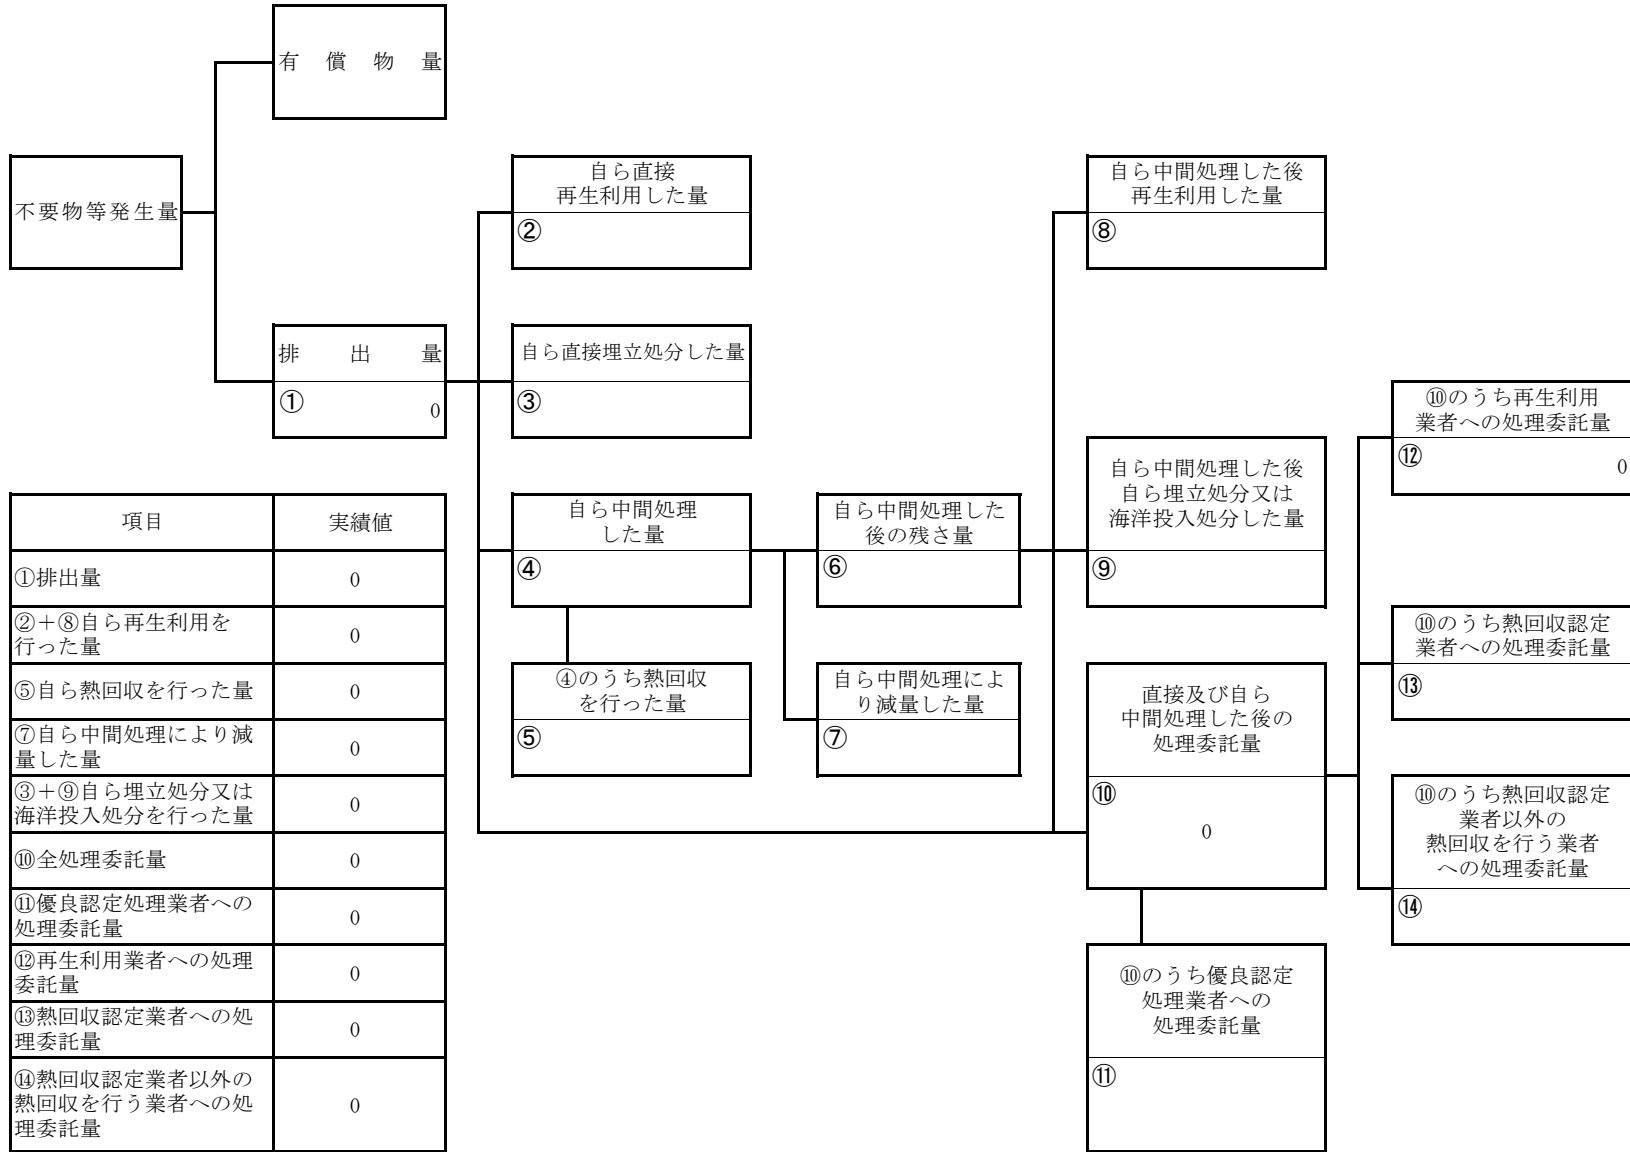 有償物量
不要物等発生量
排出量
①
0
自ら直接
再生利用した量
②
自ら直接埋立処分した量
③
自ら中間処理
した量
④
④のうち熱回収
を行った量
⑤
自ら中間処理した
後の残さ量
⑥
自ら中間処理によ
り減量した量
⑦
自ら中間処理した後
再生利用した量
⑧
自ら中間処理した後
自ら埋立処分又は
海洋投入処分した量
⑨
直接及び自ら
中間処理した後の
処理委託量
⑩
0
⑩のうち優良認定
処理業者への
処理委託量
⑪
⑩のうち再生利用
業者への処理委託量
⑫
0
⑩のうち熱回収認定
業者への処理委託量
⑬
⑩のうち熱回収認定
業者以外の
熱回収を行う業者
への処理委託量
⑭
項目 実績値
①排出量 0
②+⑧自ら再生利用を
行った量 0
⑤自ら熱回収を行った量 0
⑦自ら中間処理により減
量した量 0
③+⑨自ら埋立処分又は
海洋投入処分を行った量 0
⑩全処理委託量 0
⑪優良認定処理業者への
処理委託量 0
⑫再生利用業者への処理
委託量 0
⑬熱回収認定業者への処
理委託量 0
⑭熱回収認定業者以外の
熱回収を行う業者への処
理委託量 0